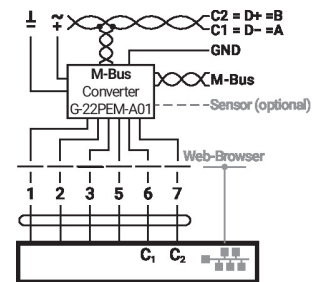 C2 = D+ =B
C1 = D– =A
⊥ ~
= +
GND
M-Bus
Converter
G-22PEM-A01
M-Bus
Sensor (optional)
Web-Browser
1 2 3 5 6 7
C₁ C₂